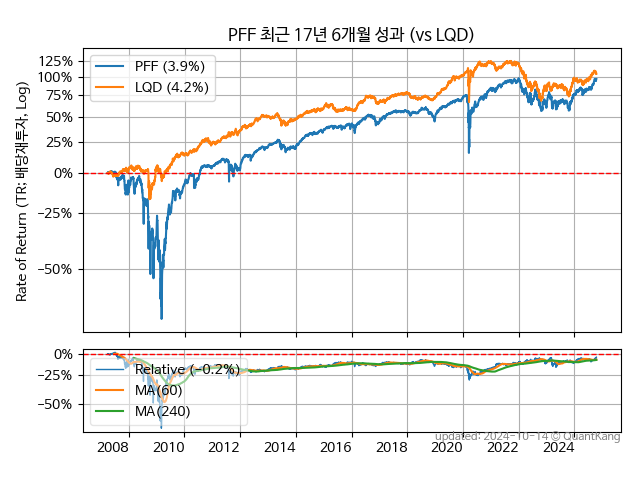 PFF 최근 17년 6개월 성과 (vs LQD)
Rate of Return (TR: 배당재투자, Log)
125%
100%
75%
50%
25%
0%
−25%
−50%
PFF (3.9%)
LQD (4.2%)
0%
−25%
−50%
Relative (−0.2%)
MA(60)
MA(240)
2008 2010 2012 2014 2016 2018 2020 2022 2024
updated: 2024-10-14 © QuantKang